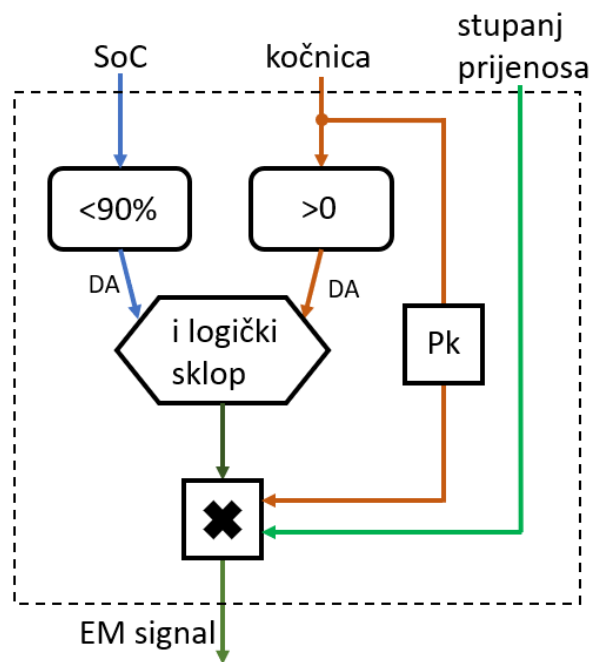 SoC
kočnica
stupanj
prijenosa
<90%
>0
DA
DA
i logički
sklop
Pk
EM signal